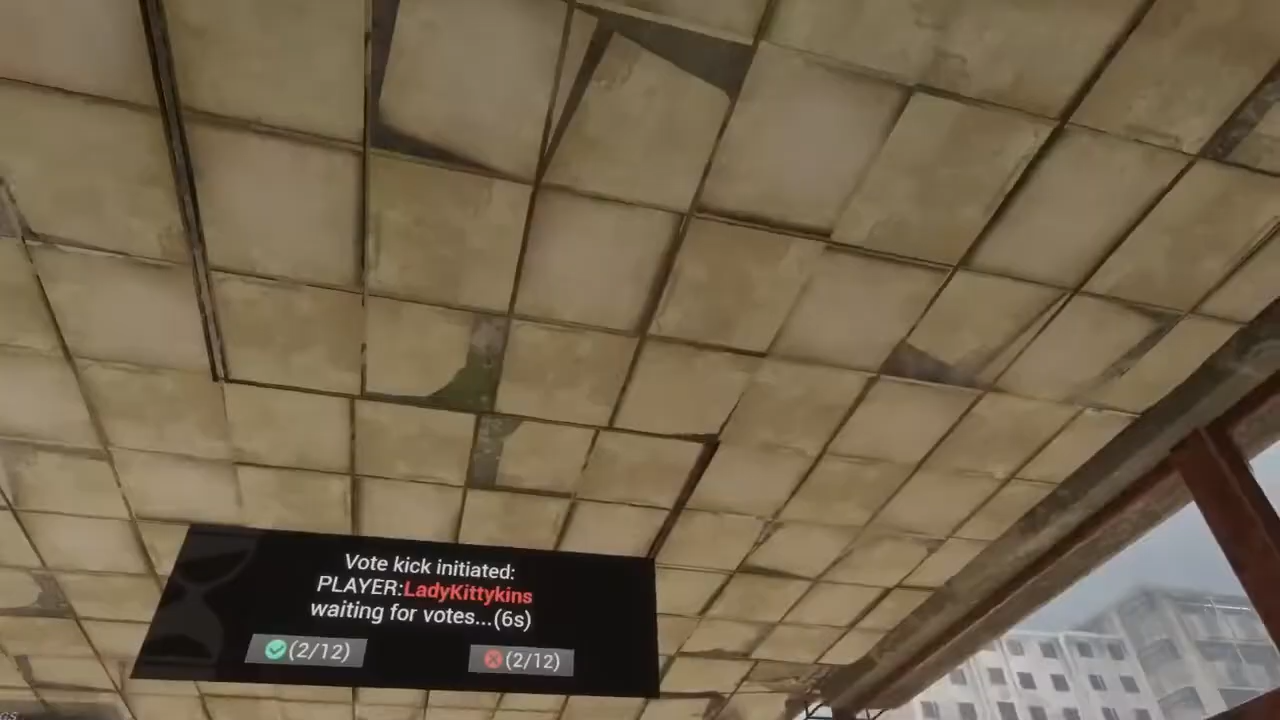 Vote kick initiated:
PLAYER:LadyKittykins
waiting for votes...(6s)
(2/12)
(2/12)